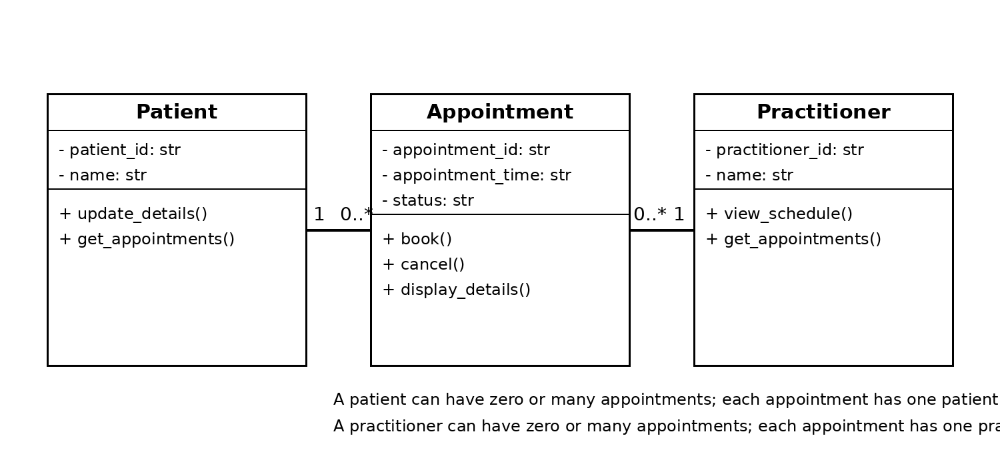 Patient
- patient_id: str
- name: str
+ update_details()
+ get_appointments()
1 0..*
Appointment
- appointment_id: str
- appointment_time: str
- status: str
+ book()
+ cancel()
+ display_details()
0..* 1
Practitioner
- practitioner_id: str
- name: str
+ view_schedule()
+ get_appointments()
A patient can have zero or many appointments; each appointment has one patient
A practitioner can have zero or many appointments; each appointment has one